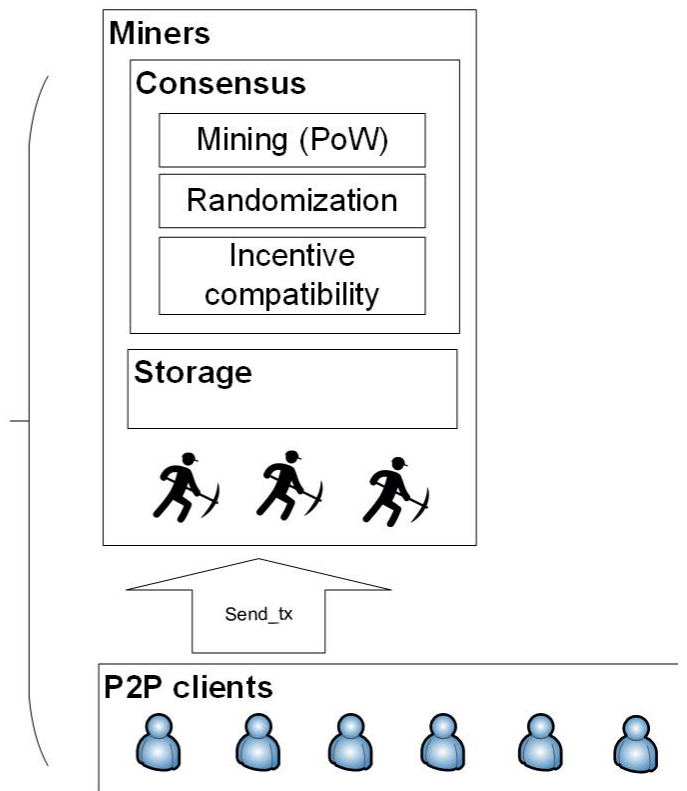 Miners
Consensus
Mining (PoW)
Randomization
Incentive
compatibility
Storage
Send_tx
P2P clients